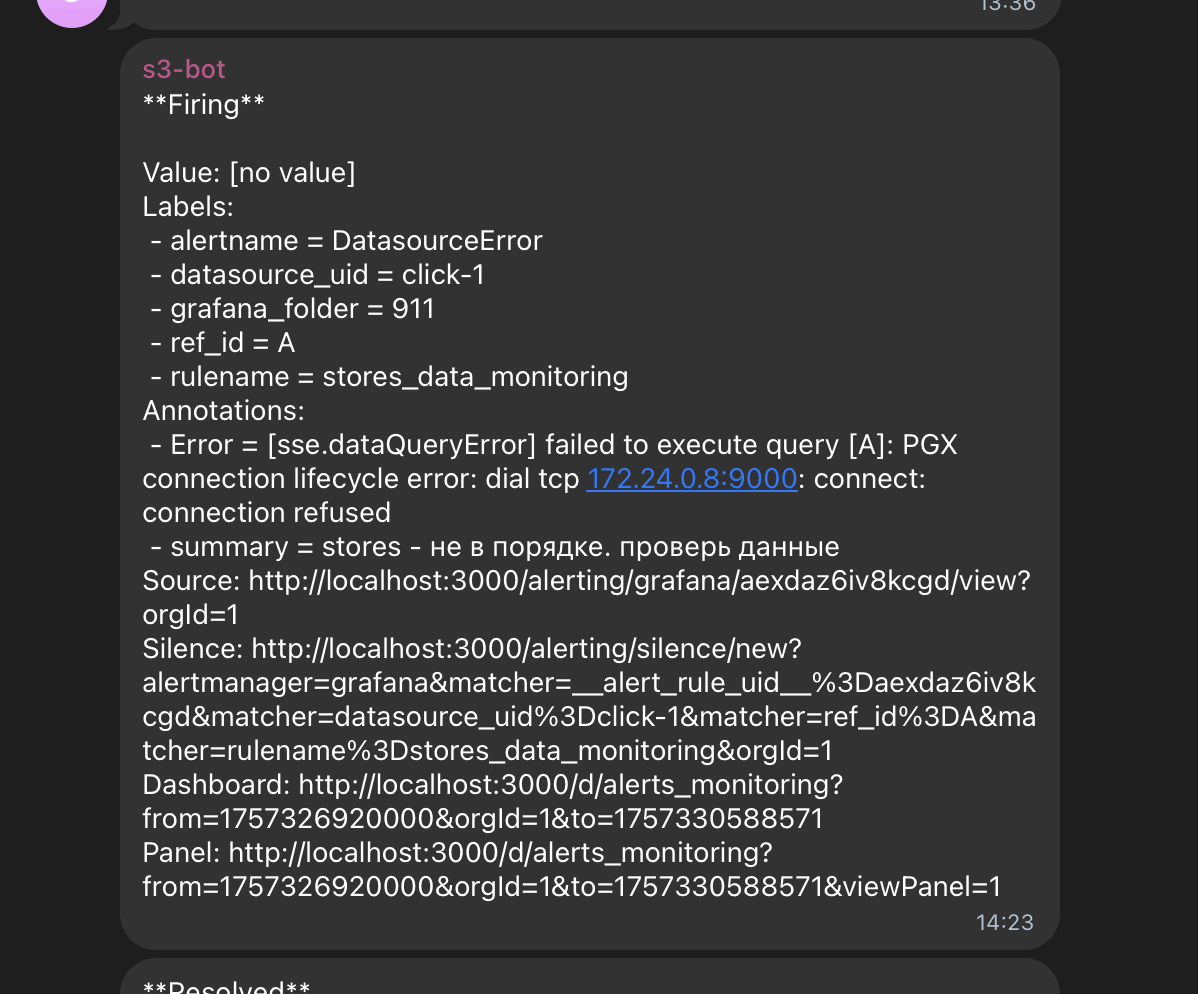 13:36
s3-bot
**Firing**
Value: [no value]
Labels:
- alertname = DatasourceError
- datasource_uid = click-1
- grafana_folder = 911
- ref_id = A
- rulename = stores_data_monitoring
Annotations:
- Error = [sse.dataQueryError] failed to execute query [A]: PGX
connection lifecycle error: dial tcp 172.24.0.8:9000: connect:
connection refused
- summary = stores - не в порядке. проверь данные
Source: http://localhost:3000/alerting/grafana/aexdaz6iv8kcgd/view?
orgId=1
Silence: http://localhost:3000/alerting/silence/new?
alertmanager=grafana&matcher=__alert_rule_uid__%3Daexdaz6iv8k
cgd&matcher=datasource_uid%3Dclick-1&matcher=ref_id%3DA&ma
tcher=rulename%3Dstores_data_monitoring&orgId=1
Dashboard: http://localhost:3000/d/alerts_monitoring?
from=1757326920000&orgId=1&to=1757330588571
Panel: http://localhost:3000/d/alerts_monitoring?
from=1757326920000&orgId=1&to=1757330588571&viewPanel=1
14:23
**Resolved**